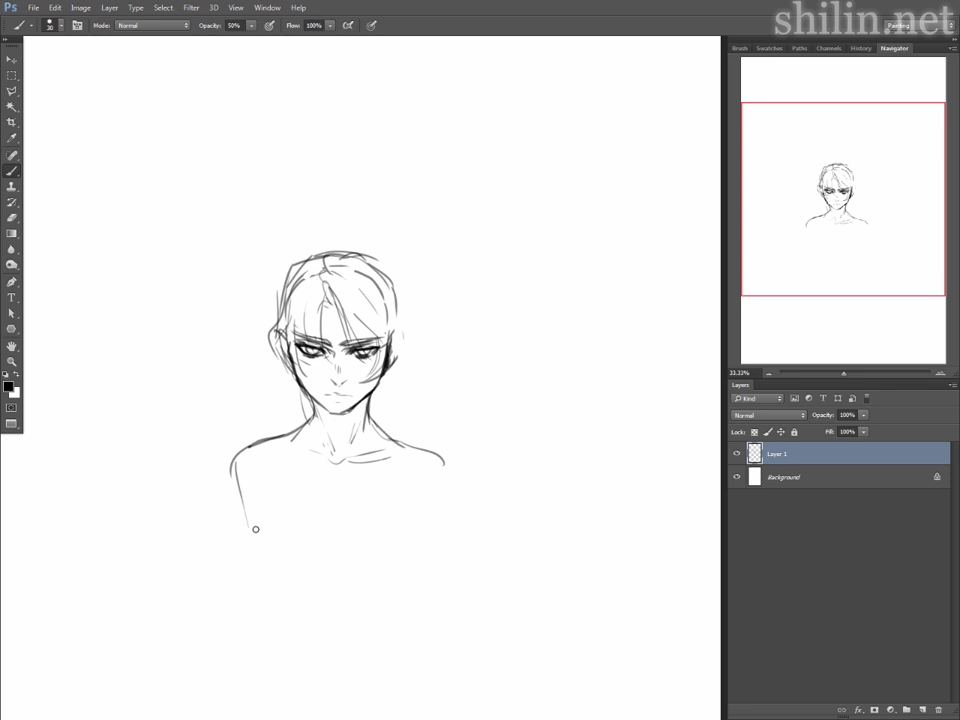 shilin.net
Ps File Edit Image Layer Type Select Filter 3D View Window Help
30 Mode: Normal Opacity: 50% Flow: 100% Painting
Brush Swatches Paths Channels History Navigator
33.33%
Layers
Kind
Normal Opacity: 100%
Lock: Fill: 100%
Layer 1
Background
T
fx